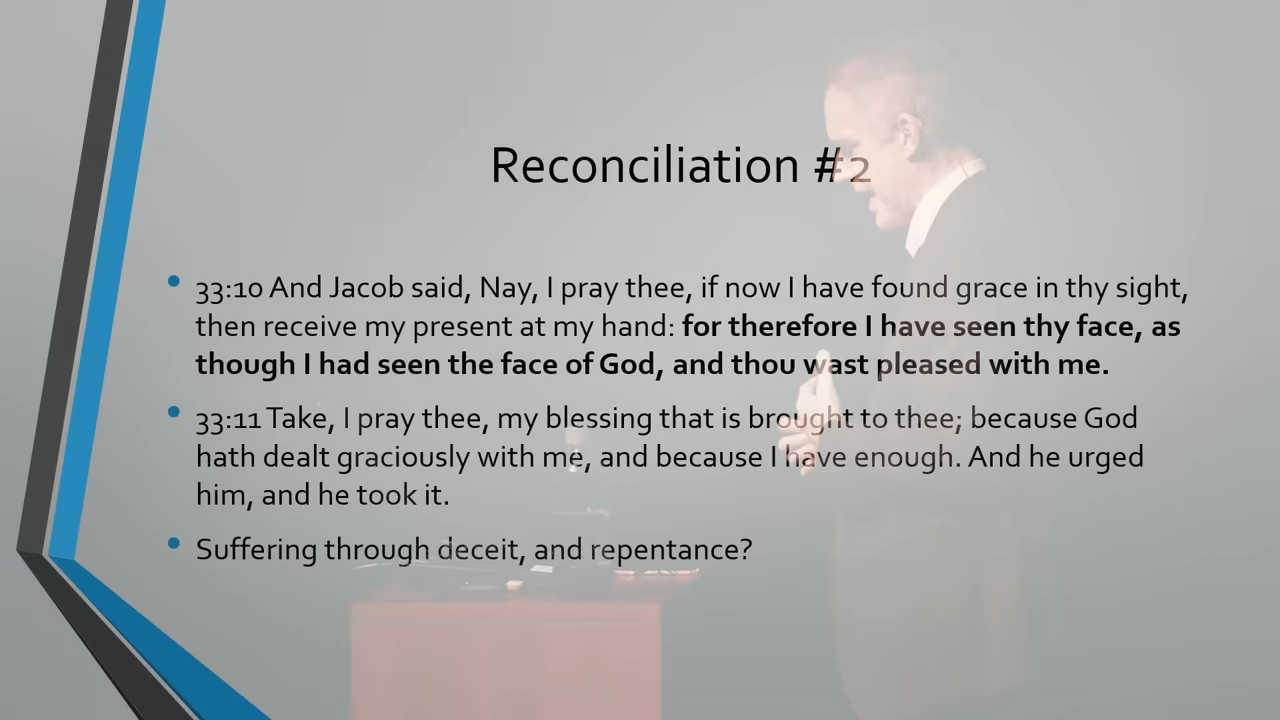 Reconciliation #2
33:10 And Jacob said, Nay, I pray thee, if now I have found grace in thy sight,
then receive my present at my hand: for therefore I have seen thy face, as
though I had seen the face of God, and thou wast pleased with me.
33:11 Take, I pray thee, my blessing that is brought to thee; because God
hath dealt graciously with me, and because I have enough. And he urged
him, and he took it.
Suffering through deceit, and repentance?